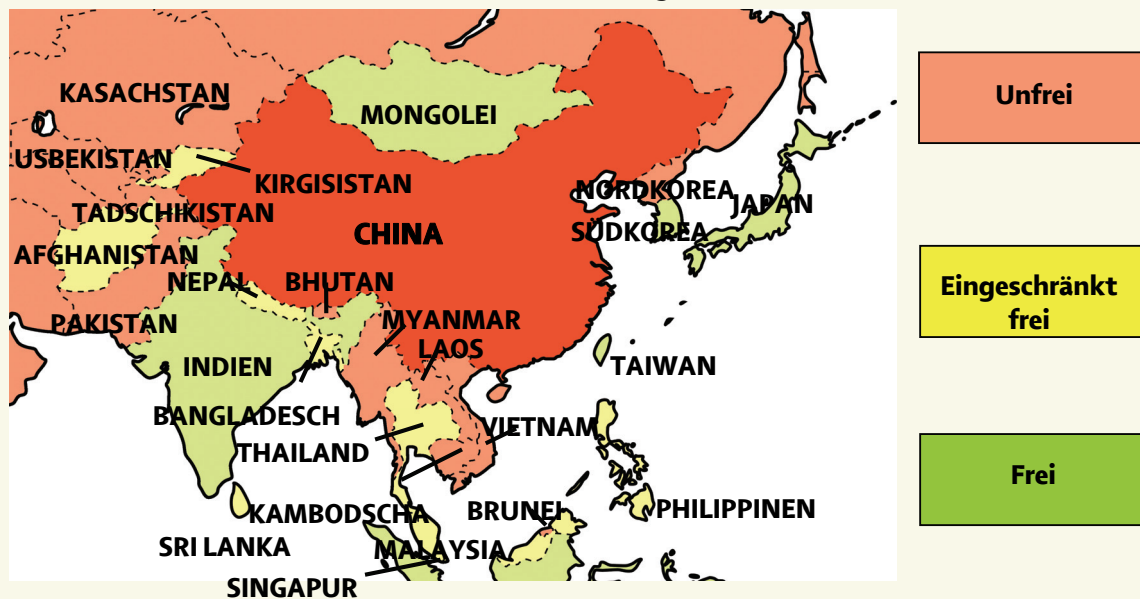 KASACHSTAN
MONGOLEI
Unfrei
USBEKISTAN
KIRGISISTAN
NORDKOREA
TADSCHIKISTAN
JAPAN
CHINA
SÜDKOREA
AFGHANISTAN
NEPAL
BHUTAN
Eingeschränkt
frei
PAKISTAN
MYANMAR
LAOS
INDIEN
TAIWAN
BANGLADESCH
VIETNAM
THAILAND
Frei
KAMBODSCHA
BRUNEI
PHILIPPINEN
SRI LANKA
MALAYSIA
SINGAPUR